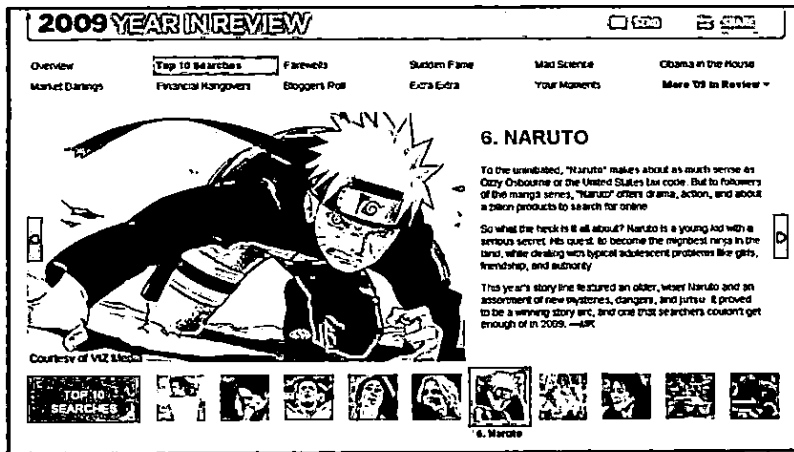 2009 YEAR IN REVIEW
SEND SHARE
Overview Top 10 Searches Farewells Sudden Fame Mad Science Obama in the House
Market Darlings Financial Hangovers Bloggers Roll Extra Extra Your Moments More '09 in Review
6. NARUTO
To the uninitiated, "Naruto" makes about as much sense as
Ozzy Osbourne or the United States tax code. But to followers
of the manga series, "Naruto" offers drama, action, and about
a billion products to search for online
So what the heck is it all about? Naruto is a young kid with a
serious secret. His quest: to become the mightiest ninja in the
land, while dealing with typical adolescent problems like girls,
friendship, and authority
This year's story line featured an older, wiser Naruto and an
assortment of new mysteries, dangers, and jutsu. It proved
to be a winning story arc, and one that searchers couldn't get
enough of in 2009. —MK
Courtesy of VIZ Media
TOP 10
SEARCHES
6. Naruto